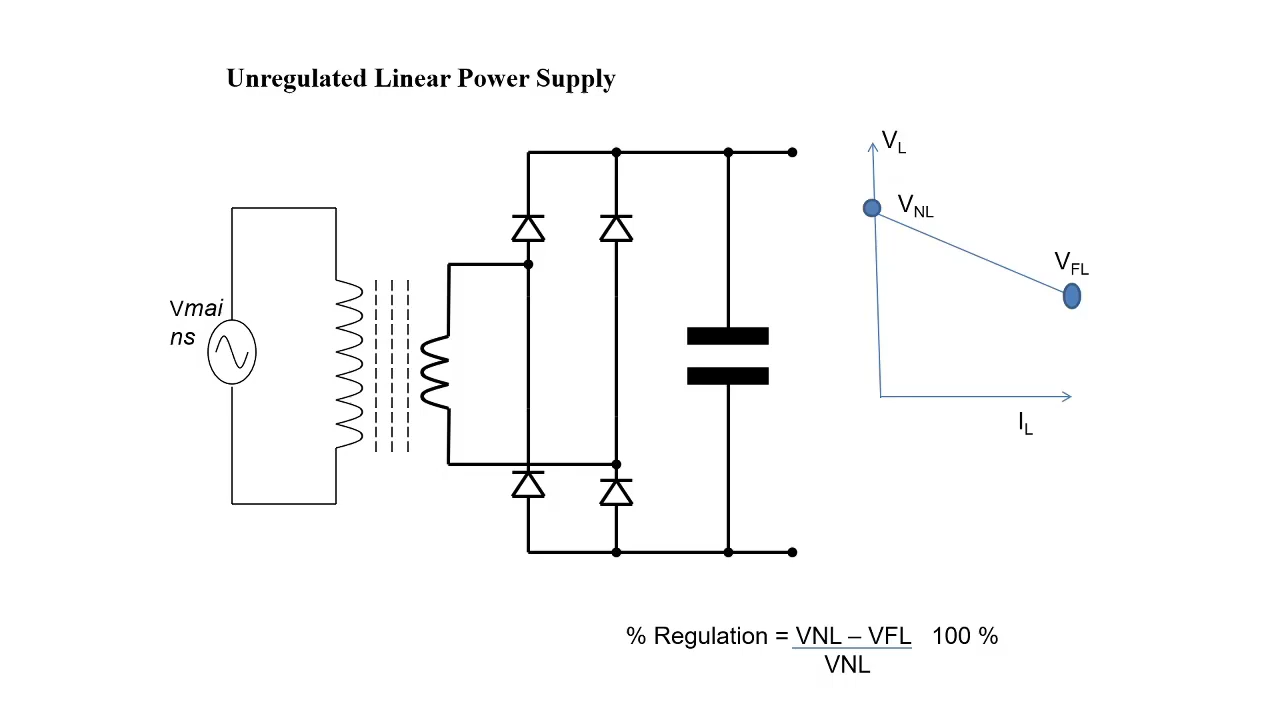 Unregulated Linear Power Supply
Vmai
ns
VL
VNL
VFL
IL
% Regulation = VNL – VFL 100 %
VNL